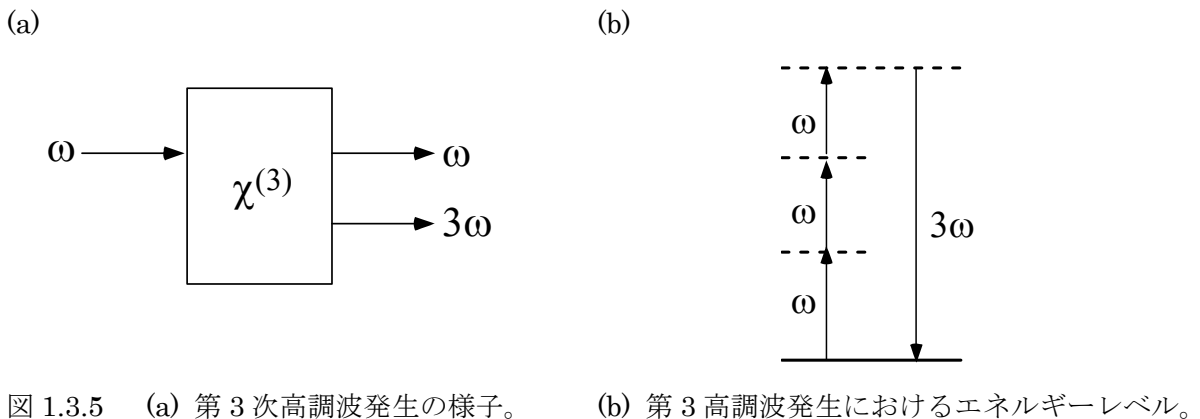 (a)
(b)
ω
χ(3)
ω
3ω
ω
ω
ω
3ω
図 1.3.5 (a) 第 3 次高調波発生の様子。 (b) 第 3 高調波発生におけるエネルギーレベル。